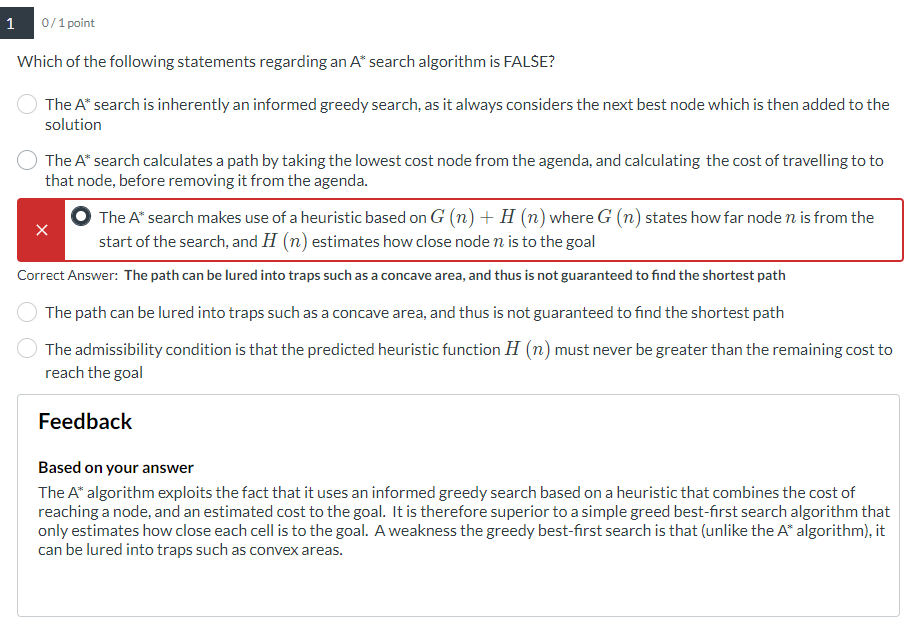 1
0 / 1 point
Which of the following statements regarding an A* search algorithm is FALSE?
The A* search is inherently an informed greedy search, as it always considers the next best node which is then added to the
solution
The A* search calculates a path by taking the lowest cost node from the agenda, and calculating the cost of travelling to to
that node, before removing it from the agenda.
The A* search makes use of a heuristic based on G (n) + H (n) where G (n) states how far node n is from the
start of the search, and H (n) estimates how close node n is to the goal
Correct Answer: The path can be lured into traps such as a concave area, and thus is not guaranteed to find the shortest path
The path can be lured into traps such as a concave area, and thus is not guaranteed to find the shortest path
The admissibility condition is that the predicted heuristic function H (n) must never be greater than the remaining cost to
reach the goal
Feedback
Based on your answer
The A* algorithm exploits the fact that it uses an informed greedy search based on a heuristic that combines the cost of
reaching a node, and an estimated cost to the goal. It is therefore superior to a simple greed best-first search algorithm that
only estimates how close each cell is to the goal. A weakness the greedy best-first search is that (unlike the A* algorithm), it
can be lured into traps such as convex areas.